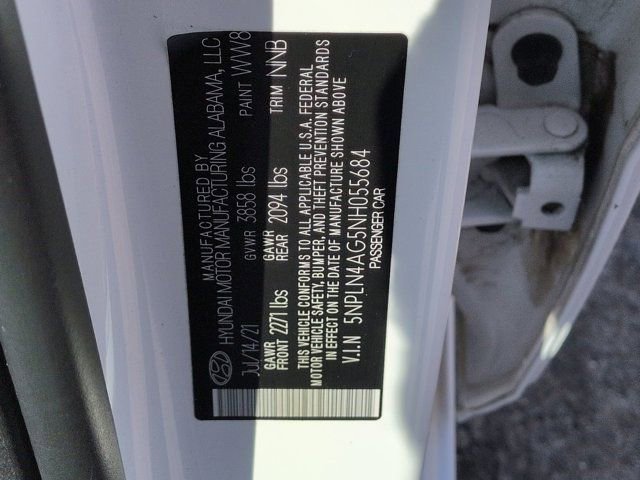 MANUFACTURED BY
HYUNDAI MOTOR MANUFACTURING ALABAMA, LLC
Jul/14/21 GVWR 3858 lbs PAINT WW8
GAWR FRONT 2271 lbs GAWR REAR 2094 lbs TRIM NNB
THIS VEHICLE CONFORMS TO ALL APPLICABLE U.S.A. FEDERAL
MOTOR VEHICLE SAFETY, BUMPER, AND THEFT PREVENTION STANDARDS
IN EFFECT ON THE DATE OF MANUFACTURE SHOWN ABOVE
V.I.N 5NPLN4AG5NH055684
PASSENGER CAR